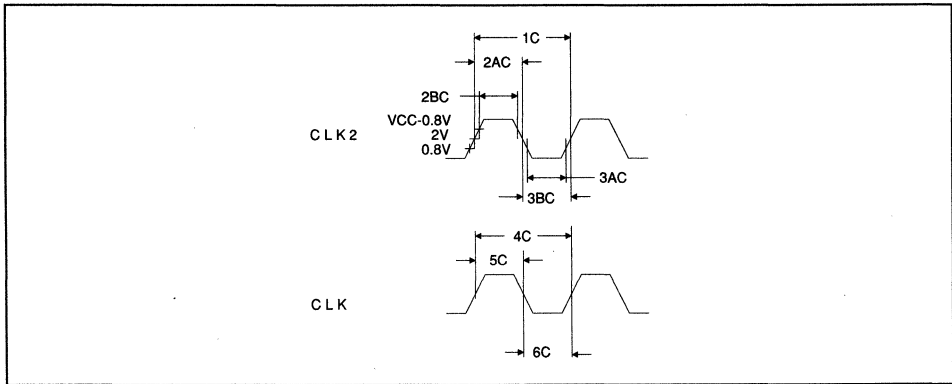 1C
2AC
2BC
VCC-0.8V
CLK2
2V
0.8V
3AC
3BC
4C
5C
CLK
6C